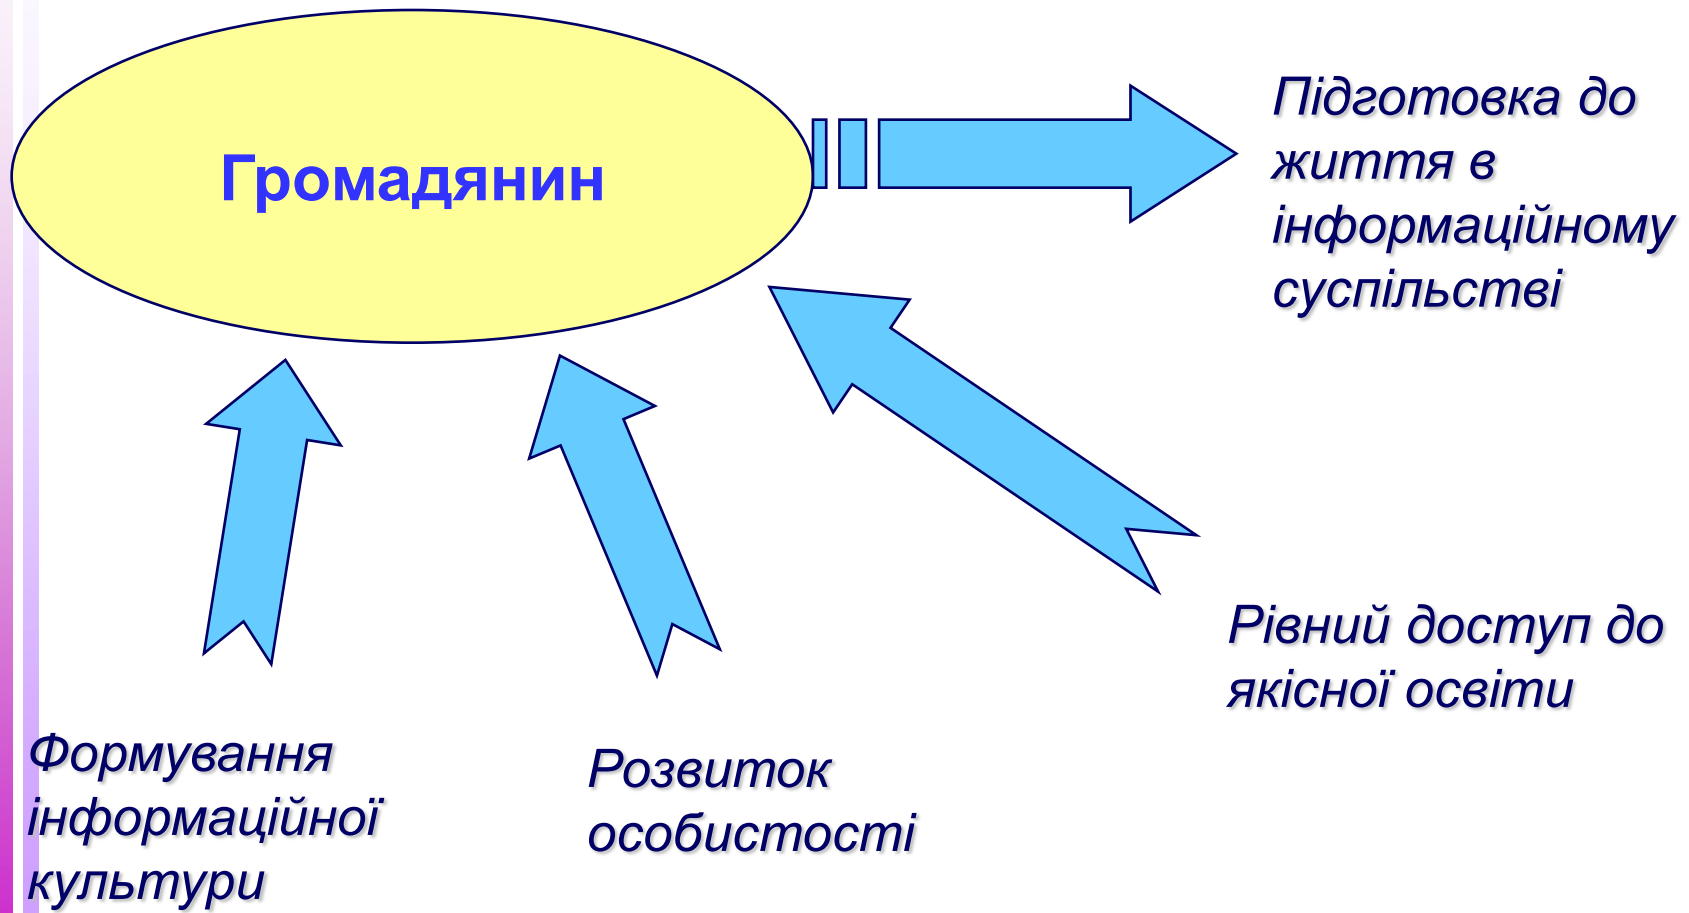 Громадянин
Підготовка до
життя в
інформаційному
суспільстві
Рівний доступ до
якісної освіти
Формування
інформаційної
культури
Розвиток
особистості